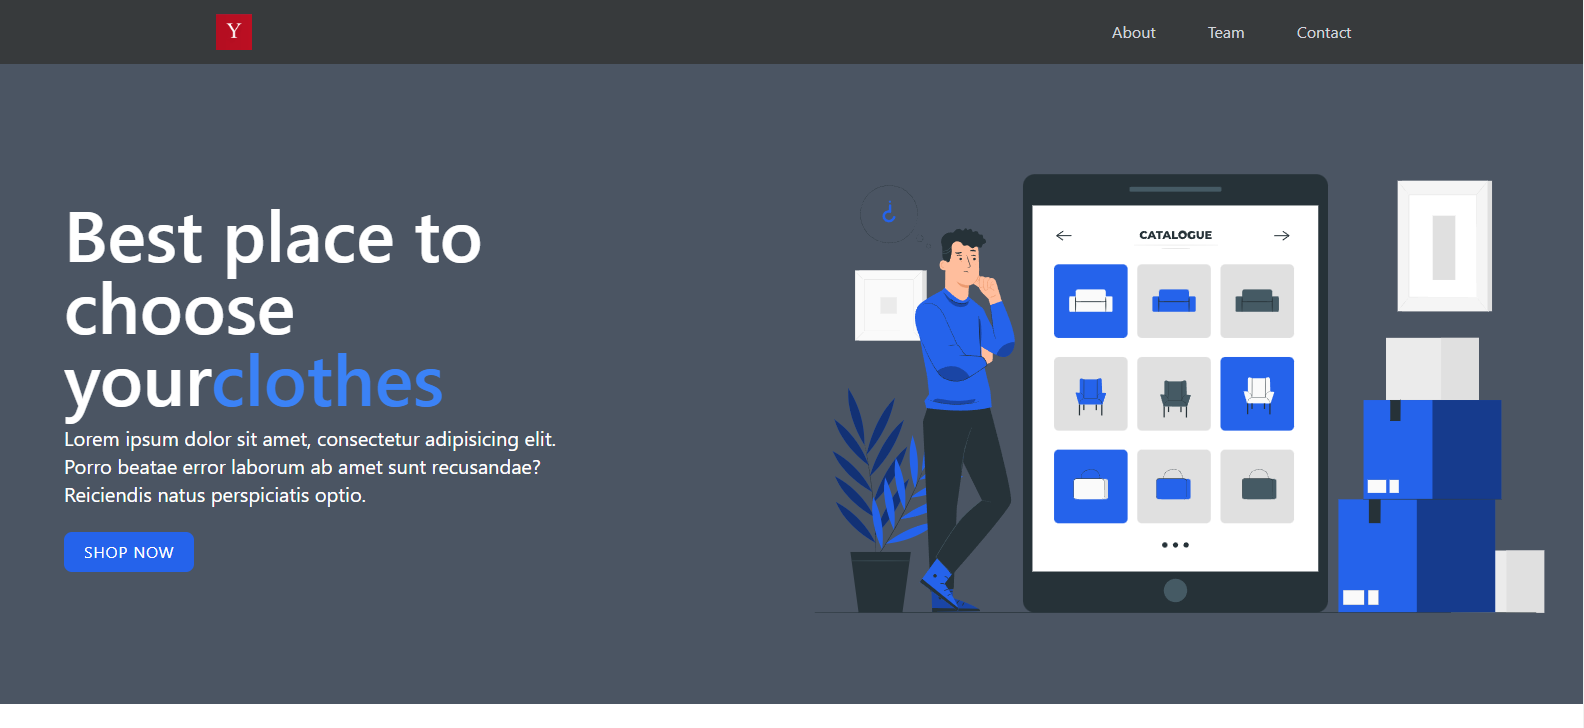 Y
About Team Contact
Best place to
choose
yourclothes
Lorem ipsum dolor sit amet, consectetur adipisicing elit.
Porro beatae error laborum ab amet sunt recusandae?
Reiciendis natus perspiciatis optio.
SHOP NOW
¿
CATALOGUE